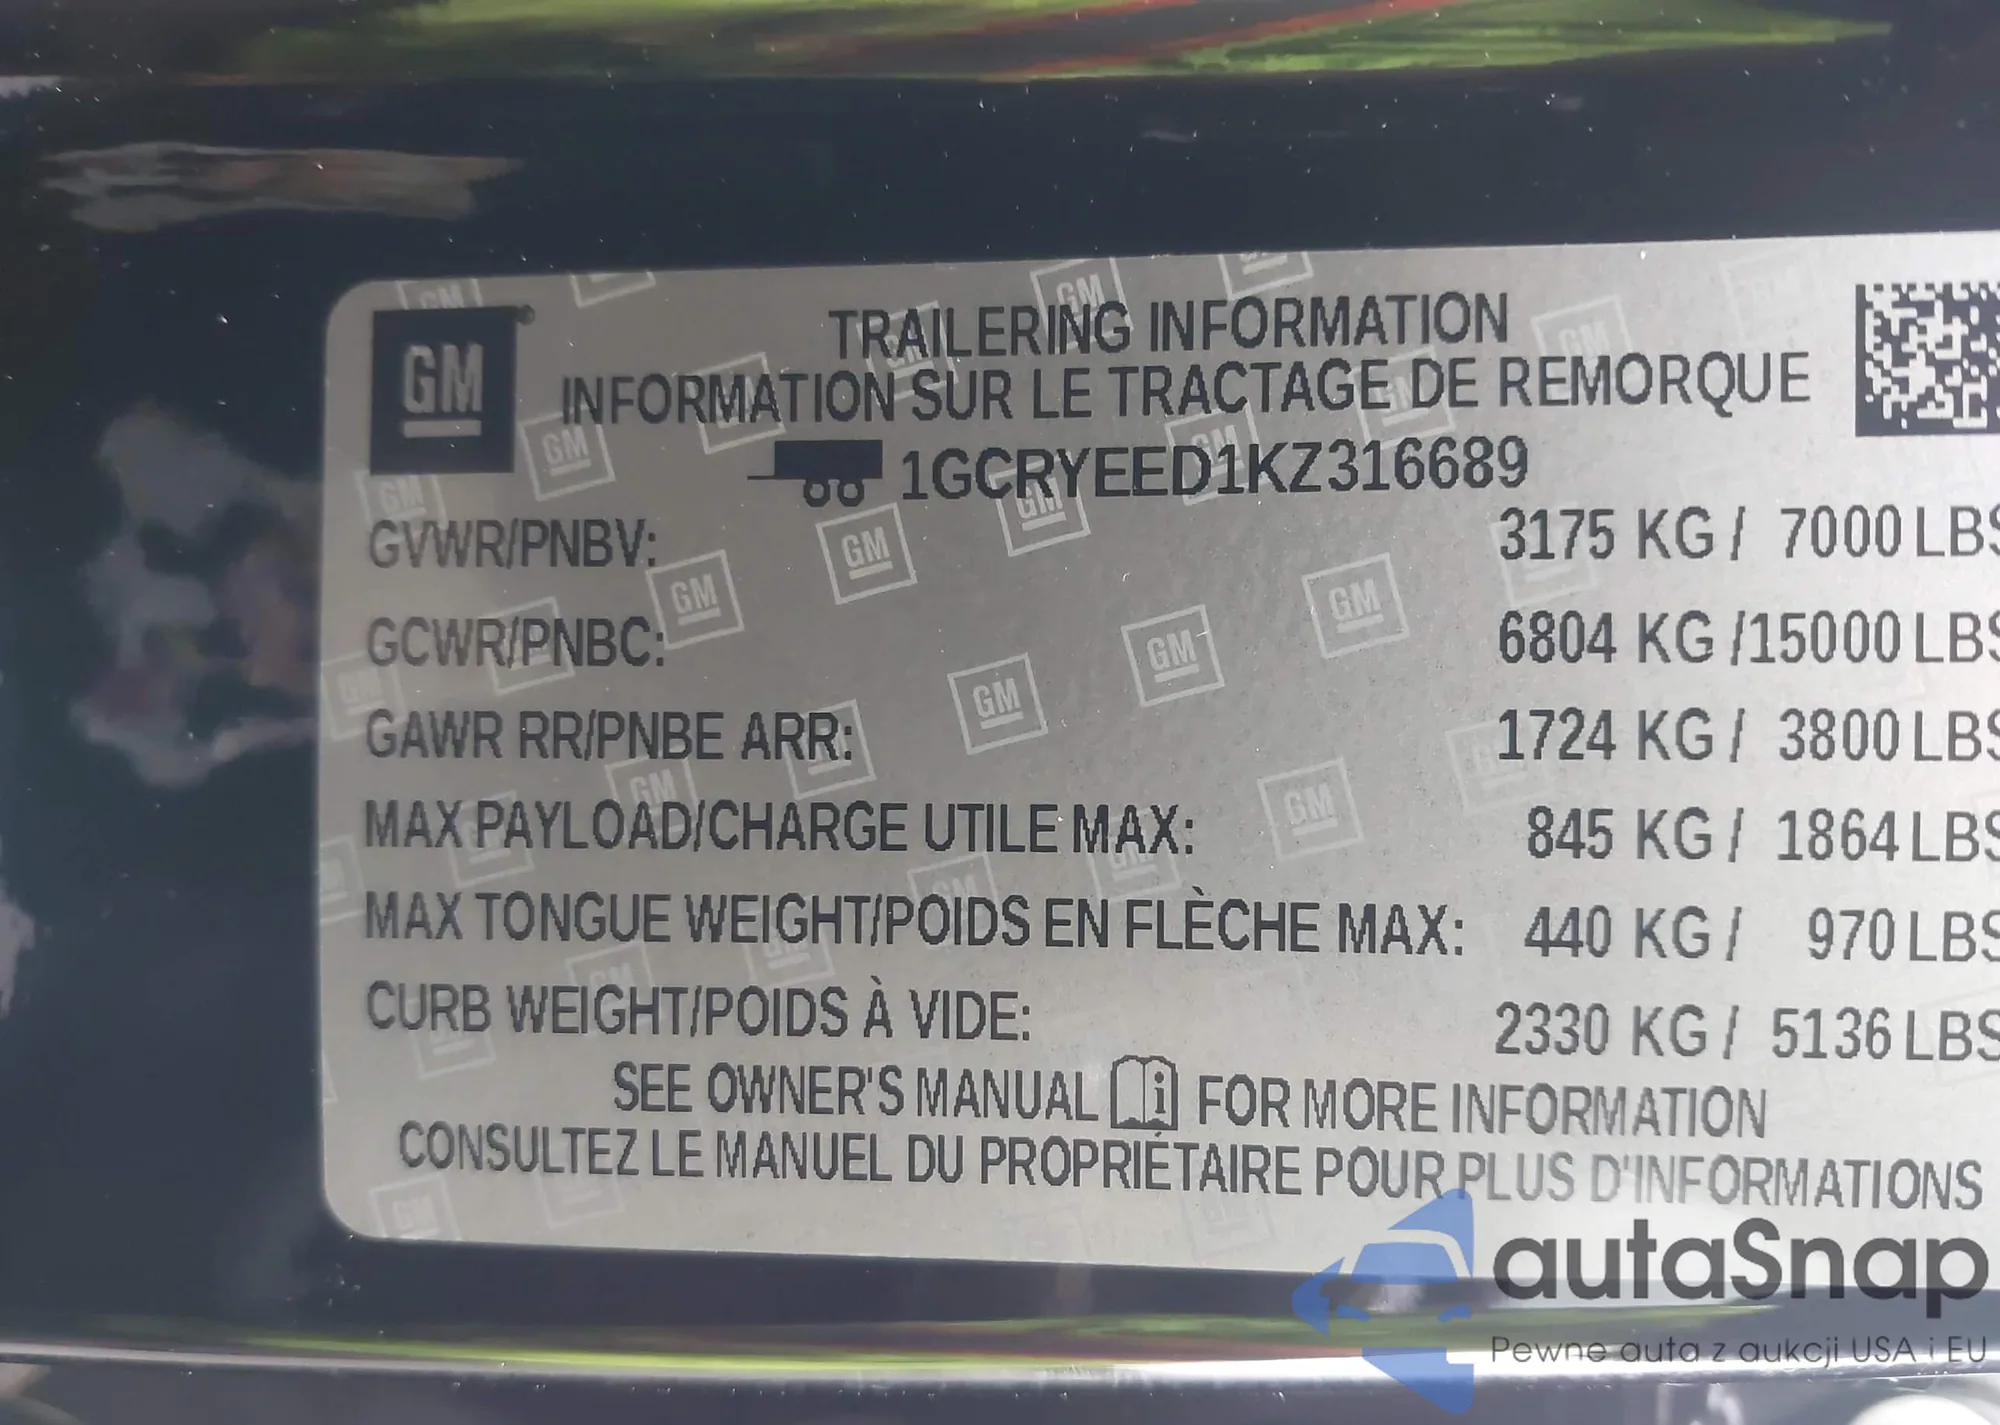 GM
TRAILERING INFORMATION
INFORMATION SUR LE TRACTAGE DE REMORQUE
1GCRYEED1KZ316689
GVWR/PNBV: 3175 KG / 7000 LBS
GCWR/PNBC: 6804 KG /15000 LBS
GAWR RR/PNBE ARR: 1724 KG / 3800 LBS
MAX PAYLOAD/CHARGE UTILE MAX: 845 KG / 1864 LBS
MAX TONGUE WEIGHT/POIDS EN FLÈCHE MAX: 440 KG / 970 LBS
CURB WEIGHT/POIDS À VIDE: 2330 KG / 5136 LBS
SEE OWNER'S MANUAL FOR MORE INFORMATION
CONSULTEZ LE MANUEL DU PROPRIÉTAIRE POUR PLUS D'INFORMATIONS
autaSnap
Pewne auta z aukcji USA i EU